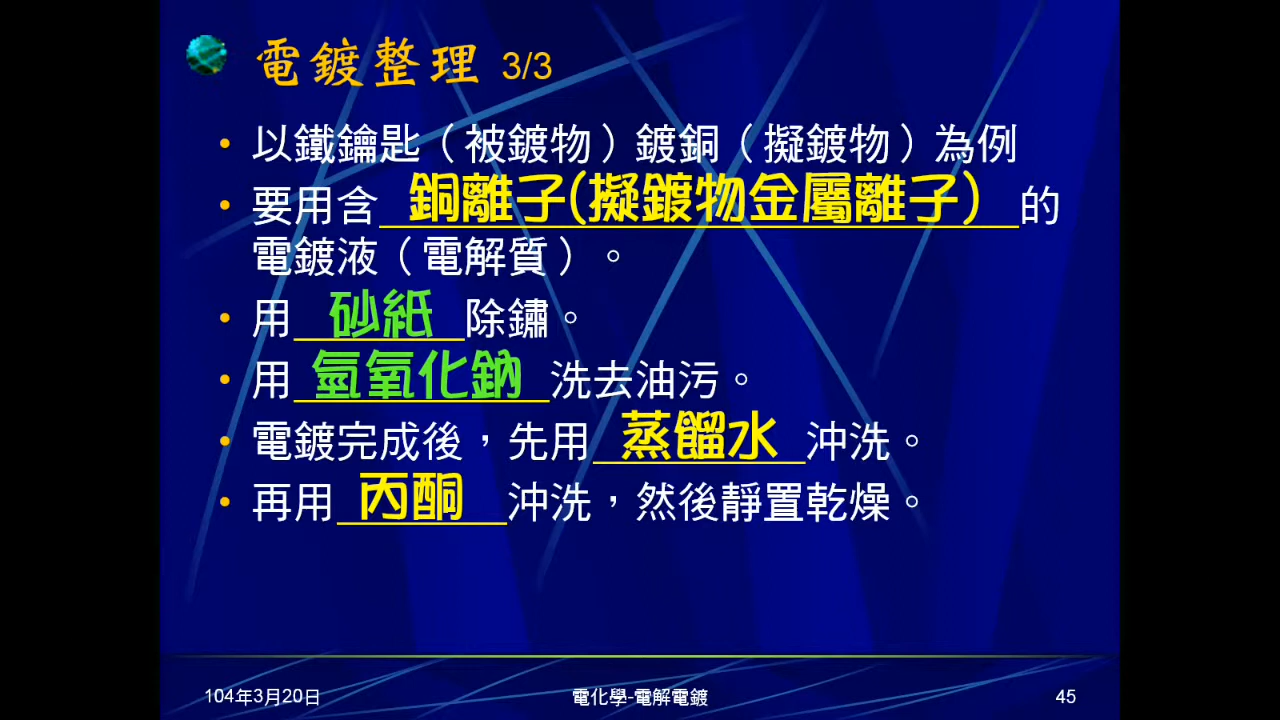 電鍍整理 3/3
• 以鐵鑰匙（被鍍物）鍍銅（擬鍍物）為例
• 要用含 銅離子(擬鍍物金屬離子) 的
電鍍液（電解質）。
• 用 砂紙 除鏽。
• 用 氫氧化鈉 洗去油污。
• 電鍍完成後，先用 蒸餾水 沖洗。
• 再用 丙酮 沖洗，然後靜置乾燥。
104年3月20日
電化學-電解電鍍
45